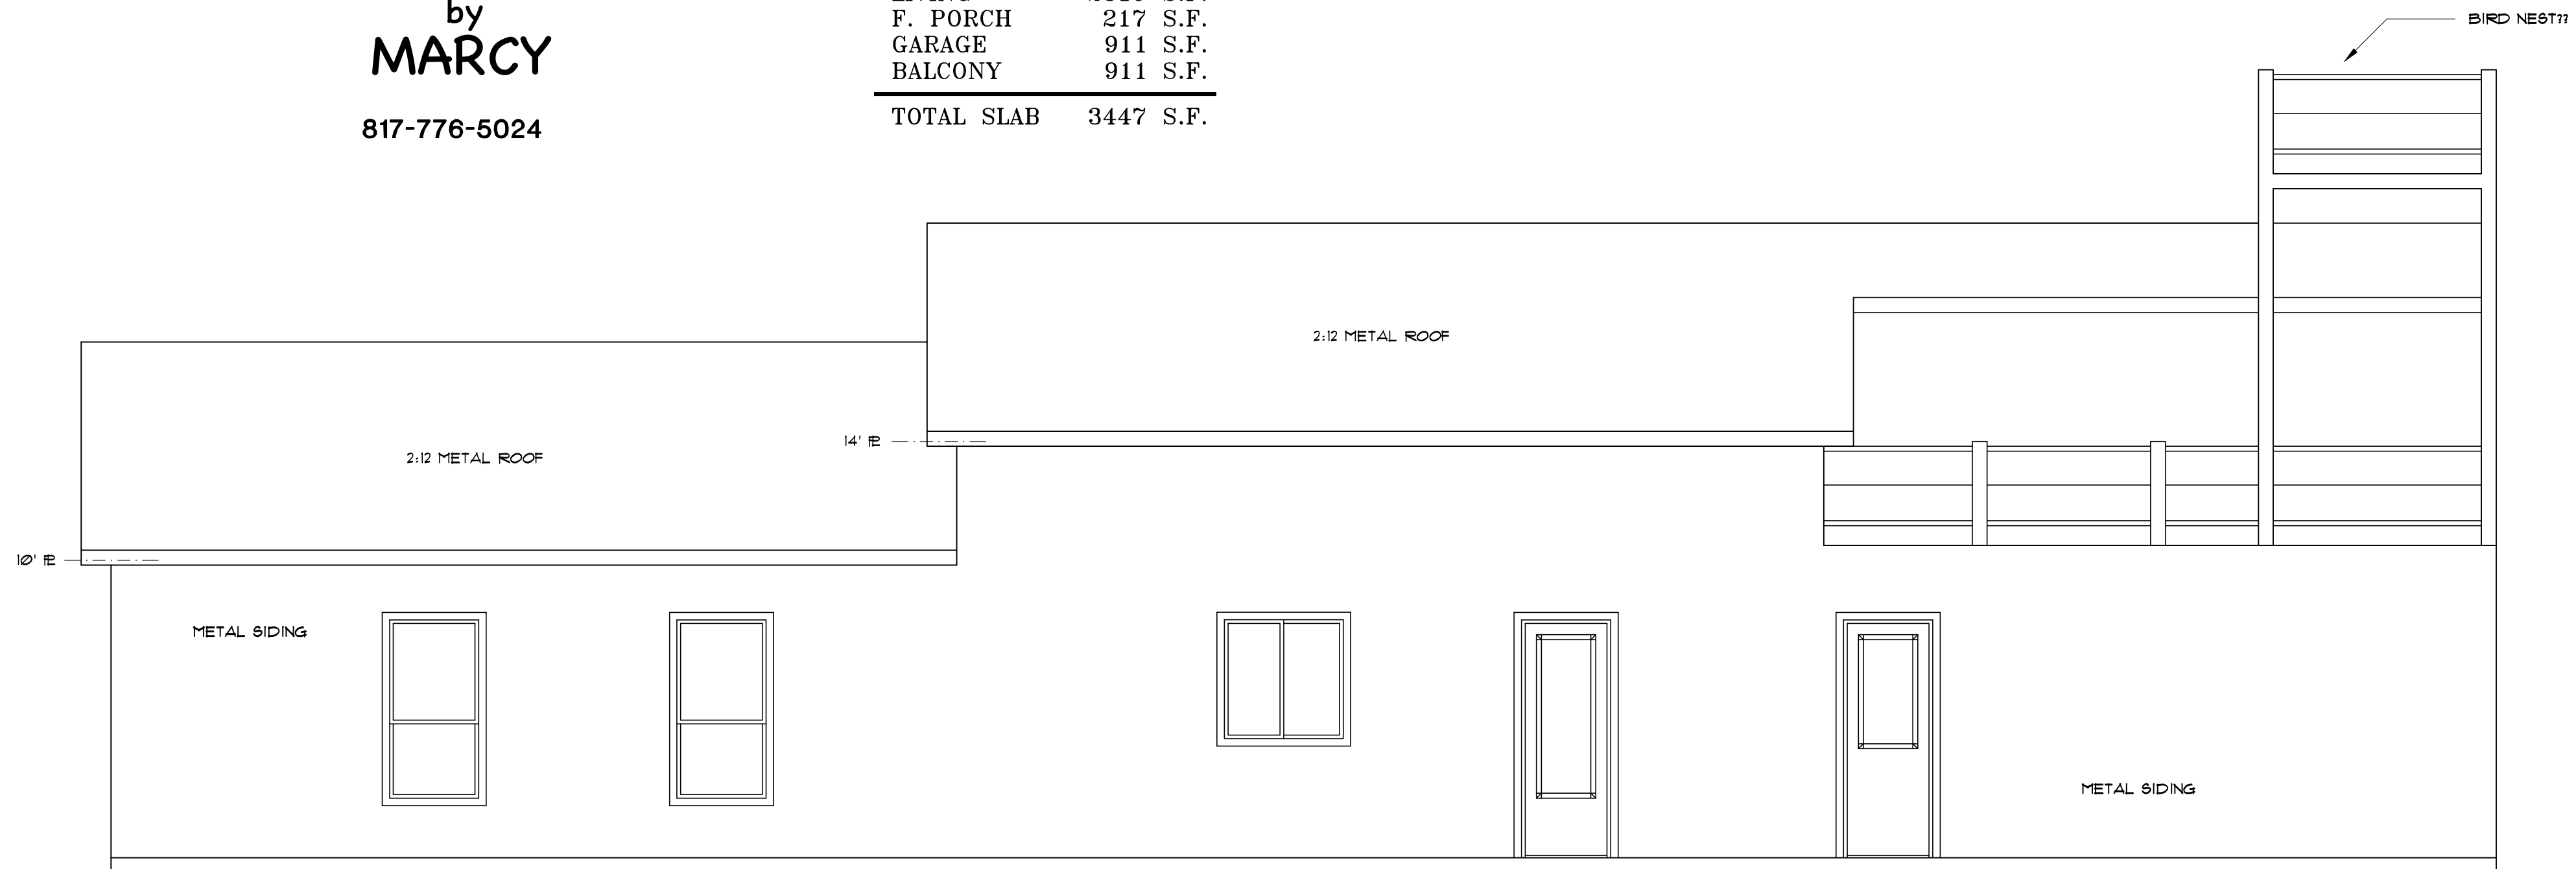 by
MARCY
817-776-5024
F. PORCH 217 S.F.
GARAGE 911 S.F.
BALCONY 911 S.F.
TOTAL SLAB 3447 S.F.
BIRD NEST??
2:12 METAL ROOF
14' PL
2:12 METAL ROOF
10' PL
METAL SIDING
METAL SIDING